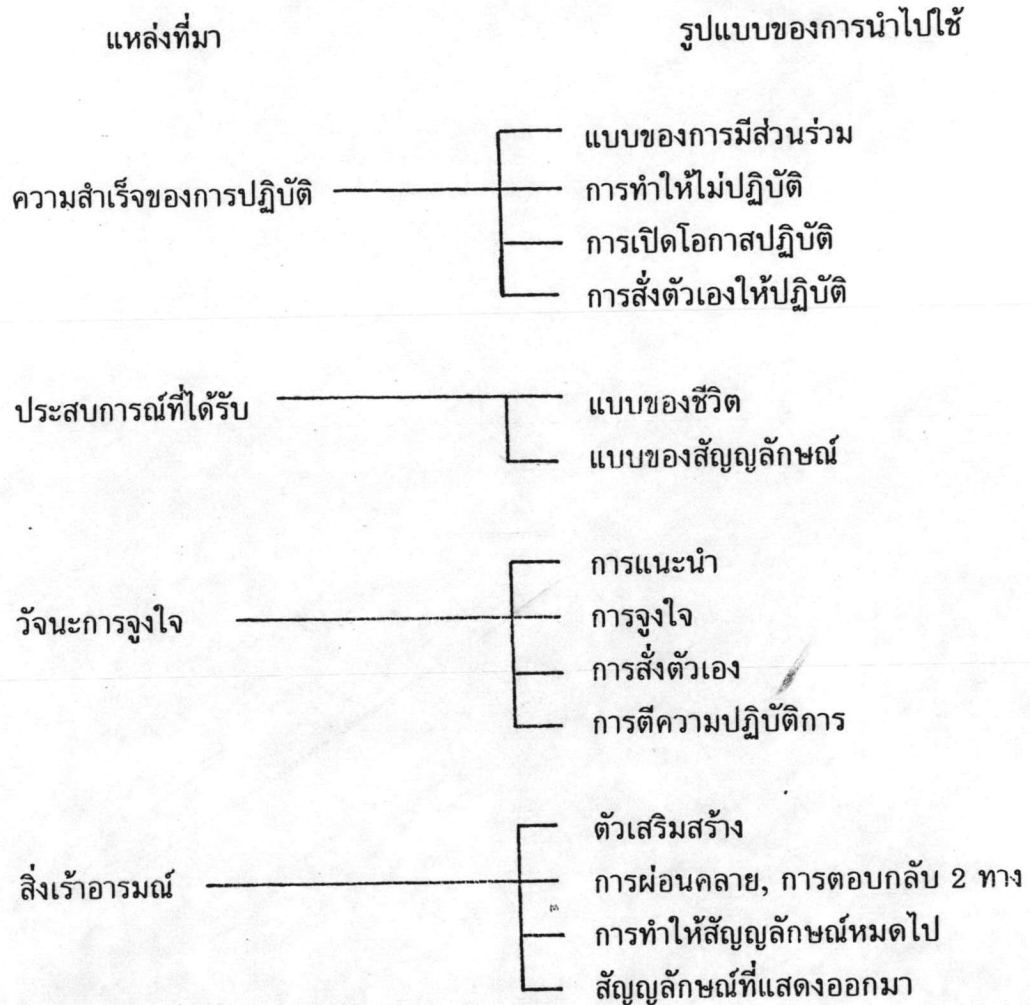 แหล่งที่มา
รูปแบบของการนำไปใช้
ความสำเร็จของการปฏิบัติ
แบบของการมีส่วนร่วม
การทำให้ไม่ปฏิบัติ
การเปิดโอกาสปฏิบัติ
การสั่งตัวเองให้ปฏิบัติ
ประสบการณ์ที่ได้รับ
แบบของชีวิต
แบบของสัญญลักษณ์
วัจนะการจูงใจ
การแนะนำ
การจูงใจ
การสั่งตัวเอง
การตีความปฏิบัติการ
สิ่งเร้าอารมณ์
ตัวเสริมสร้าง
การผ่อนคลาย, การตอบกลับ 2 ทาง
การทำให้สัญญลักษณ์หมดไป
สัญญลักษณ์ที่แสดงออกมา